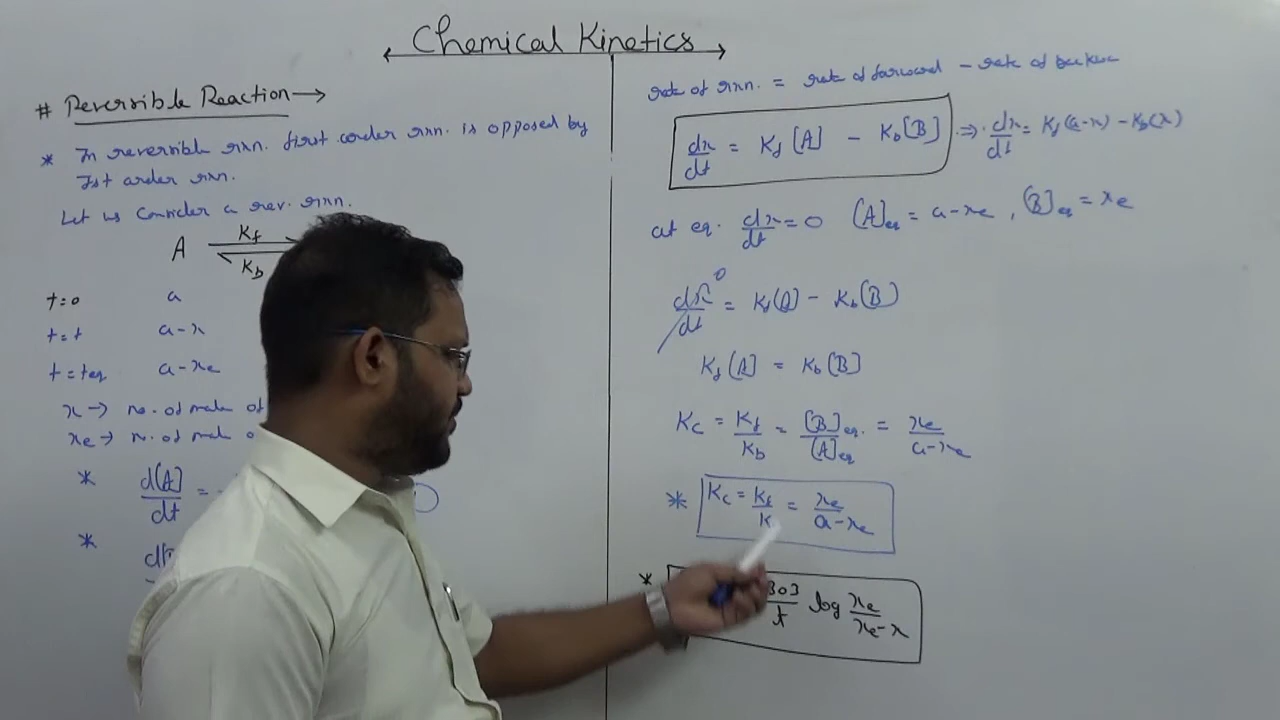 Chemical Kinetics
# Reversible Reaction →
* In reversible rxn. first order rxn. is opposed by
Ist order rxn.
Let us consider a rev. rxn.
A Kf
Kb
t=0 a
t=t a-x
t=teq a-xe
x → no. of mole of
xe → n. of mole o
* d[A]/dt = -
*
rate of rxn. = rate of forward - rate of
dx/dt = Kf [A] - Kb[B] ⇒ dx/dt = Kf(a-x) - Kb(x)
at eq. dx/dt = 0 [A]eq = a-xe , [B]eq = xe
dx/dt 0 = Kf[A] - Kb[B]
Kf[A] = Kb[B]
Kc = Kf/Kb = [B]eq./[A]eq = xe/a-xe
* Kc = Kf/K = xe/a-xe
* 303/t log xe/xe-x